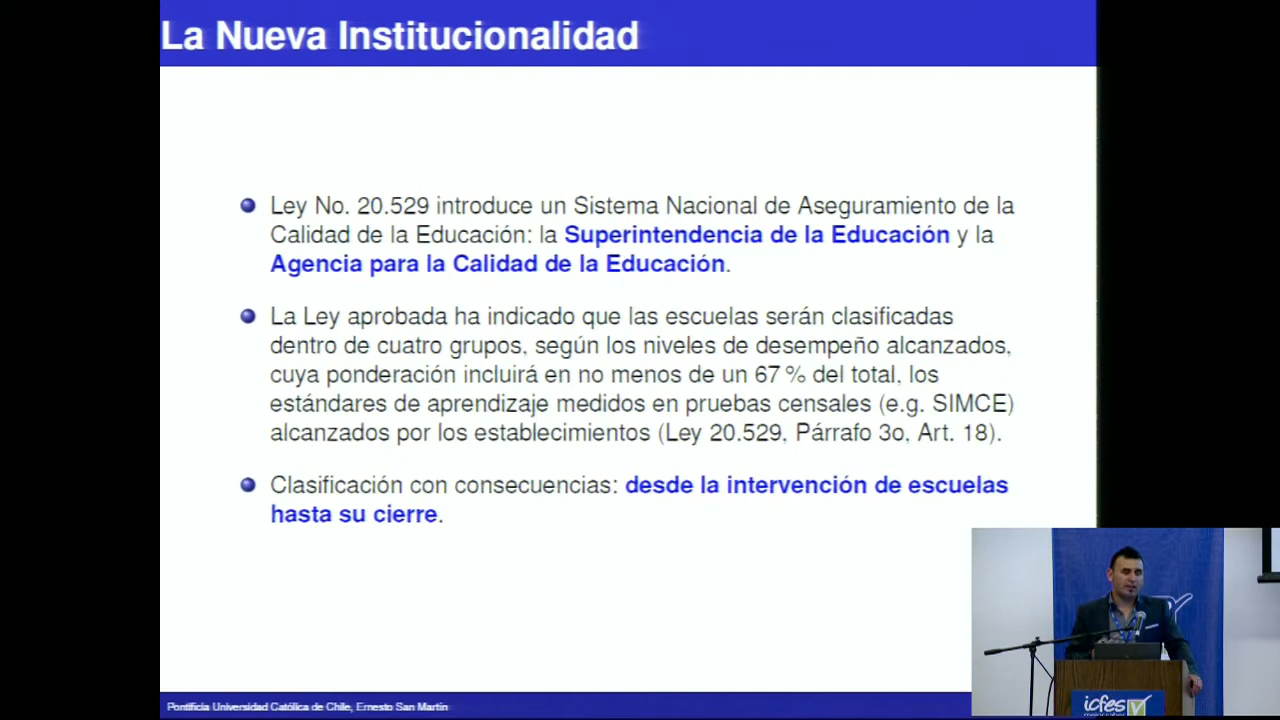 La Nueva Institucionalidad
Ley No. 20.529 introduce un Sistema Nacional de Aseguramiento de la
Calidad de la Educación: la Superintendencia de la Educación y la
Agencia para la Calidad de la Educación.
La Ley aprobada ha indicado que las escuelas serán clasificadas
dentro de cuatro grupos, según los niveles de desempeño alcanzados,
cuya ponderación incluirá en no menos de un 67 % del total, los
estándares de aprendizaje medidos en pruebas censales (e.g. SIMCE)
alcanzados por los establecimientos (Ley 20.529, Párrafo 3o, Art. 18).
Clasificación con consecuencias: desde la intervención de escuelas
hasta su cierre.
Pontificia Universidad Católica de Chile, Ernesto San Martín
icfes